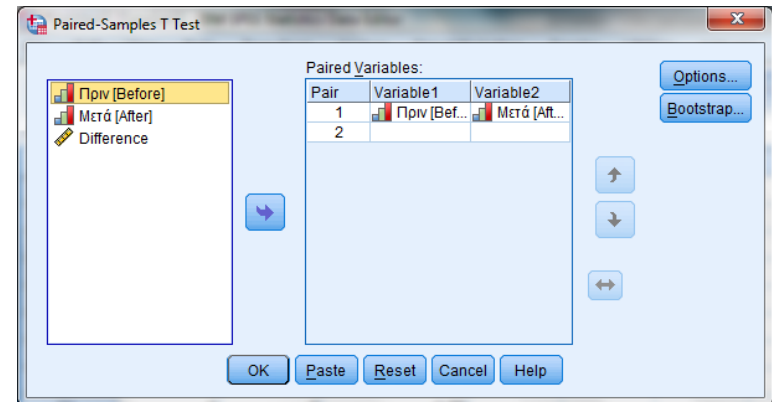 Paired-Samples T Test
Paired Variables:
Πριν [Before]
Μετά [After]
Difference
Pair Variable1 Variable2
1 Πριν [Bef... Μετά [Aft...
2
Options...
Bootstrap...
OK Paste Reset Cancel Help